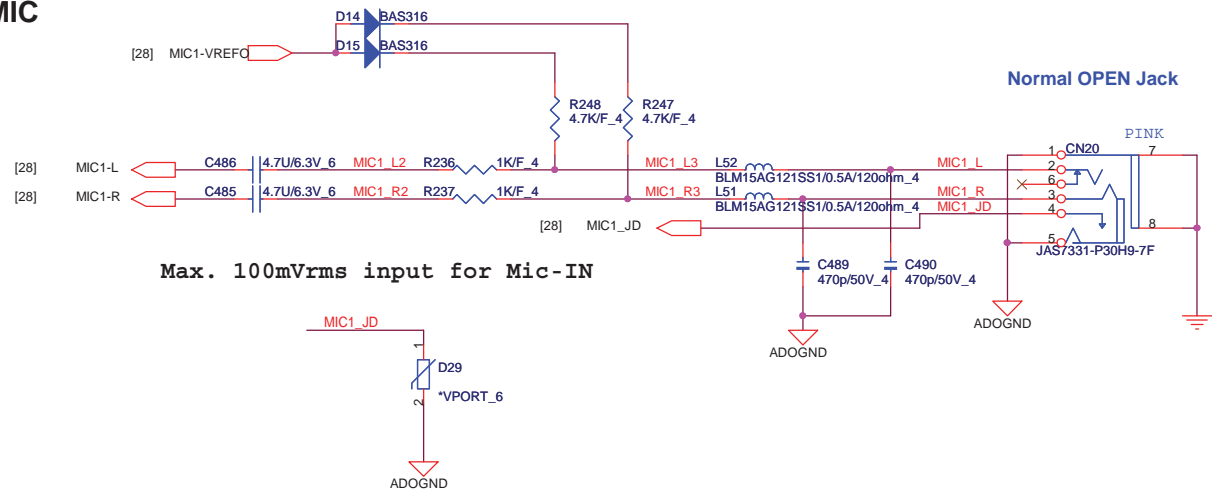 MIC
D14 BAS316
[28] MIC1-VREFO D15 BAS316
Normal OPEN Jack
R248 R247
4.7K/F_4 4.7K/F_4
PINK
1 CN20 7
[28] MIC1-L C486 4.7U/6.3V_6 MIC1_L2 R236 1K/F_4 MIC1_L3 L52 MIC1_L 2
BLM15AG121SS1/0.5A/120ohm_4 6
[28] MIC1-R C485 4.7U/6.3V_6 MIC1_R2 R237 1K/F_4 MIC1_R3 L51 MIC1_R 3
BLM15AG121SS1/0.5A/120ohm_4 MIC1_JD 4
[28] MIC1_JD 8
5
JAS7331-P30H9-7F
Max. 100mVrms input for Mic-IN
C489 C490
470p/50V_4 470p/50V_4
ADOGND
MIC1_JD
ADOGND
1
D29
*VPORT_6
2
ADOGND